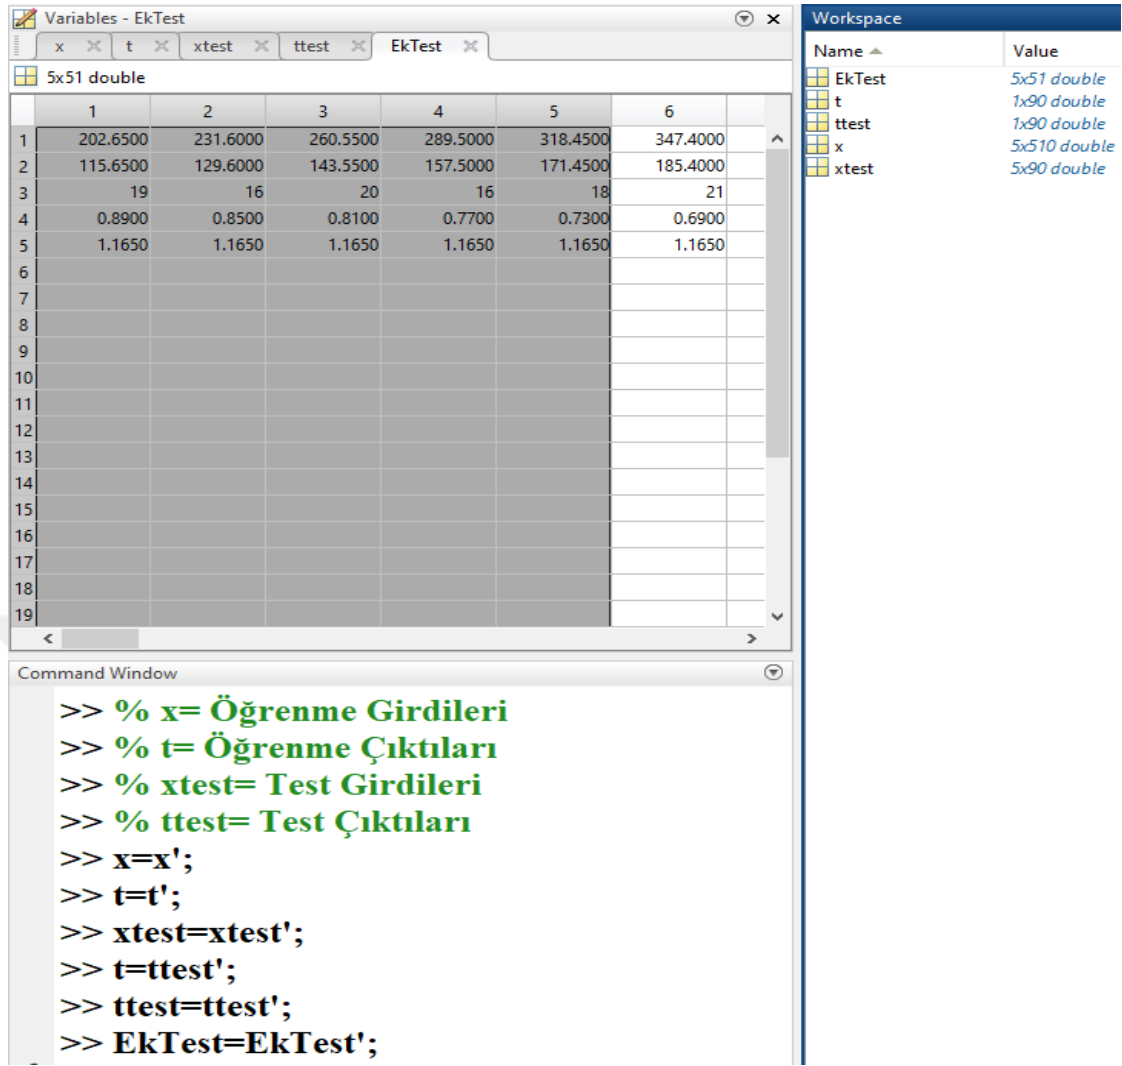 Variables - EkTest
x t xtest ttest EkTest
5x51 double
1 2 3 4 5 6
1 202.6500 231.6000 260.5500 289.5000 318.4500 347.4000
2 115.6500 129.6000 143.5500 157.5000 171.4500 185.4000
3 19 16 20 16 18 21
4 0.8900 0.8500 0.8100 0.7700 0.7300 0.6900
5 1.1650 1.1650 1.1650 1.1650 1.1650 1.1650
6
7
8
9
10
11
12
13
14
15
16
17
18
19
Command Window
>> % x= Öğrenme Girdileri
>> % t= Öğrenme Çıktıları
>> % xtest= Test Girdileri
>> % ttest= Test Çıktıları
>> x=x';
>> t=t';
>> xtest=xtest';
>> t=ttest';
>> ttest=ttest';
>> EkTest=EkTest';
Workspace
Name Value
EkTest 5x51 double
t 1x90 double
ttest 1x90 double
x 5x510 double
xtest 5x90 double